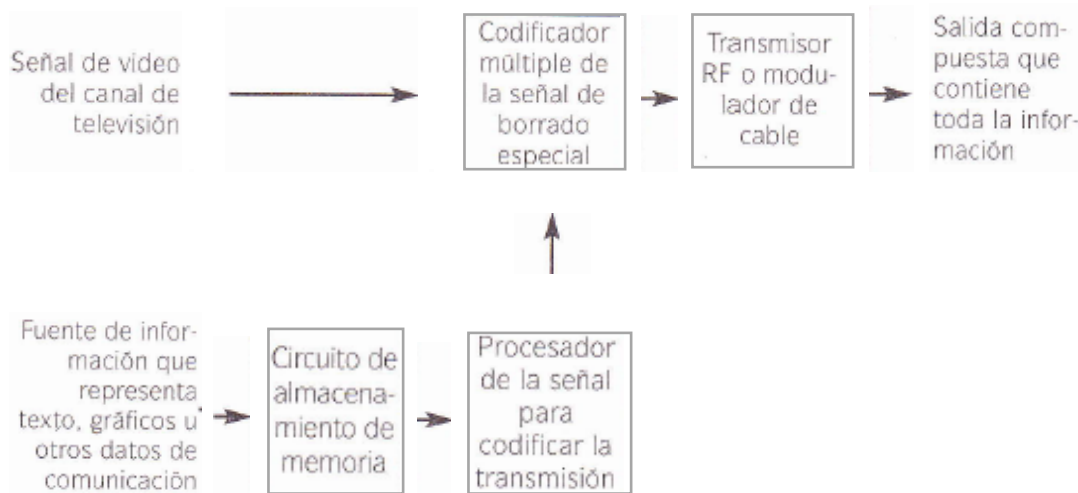 Señal de video
del canal de
televisión
Codificador
múltiple de
la señal de
borrado
especial
Transmisor
RF o modu-
lador de
cable
Salida com-
puesta que
contiene
toda la infor-
mación
Fuente de infor-
mación que
representa
texto, gráficos u
otros datos de
comunicación
Circuito de
almacena-
miento de
memoria
Procesador
de la señal
para
codificar la
transmisión